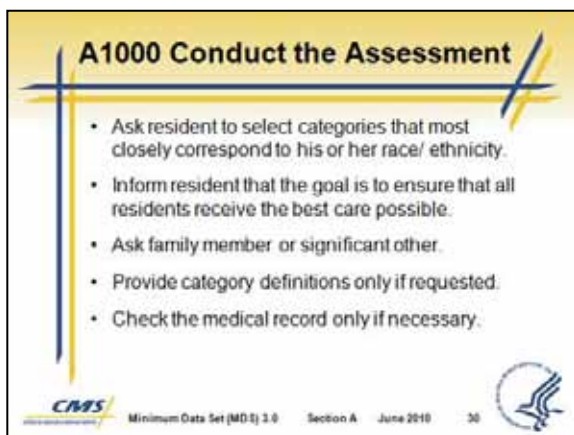 A1000 Conduct the Assessment
• Ask resident to select categories that most
closely correspond to his or her race/ ethnicity.
• Inform resident that the goal is to ensure that all
residents receive the best care possible.
• Ask family member or significant other.
• Provide category definitions only if requested.
• Check the medical record only if necessary.
CMS
Minimum Data Set (MDS) 3.0 Section A June 2010 30